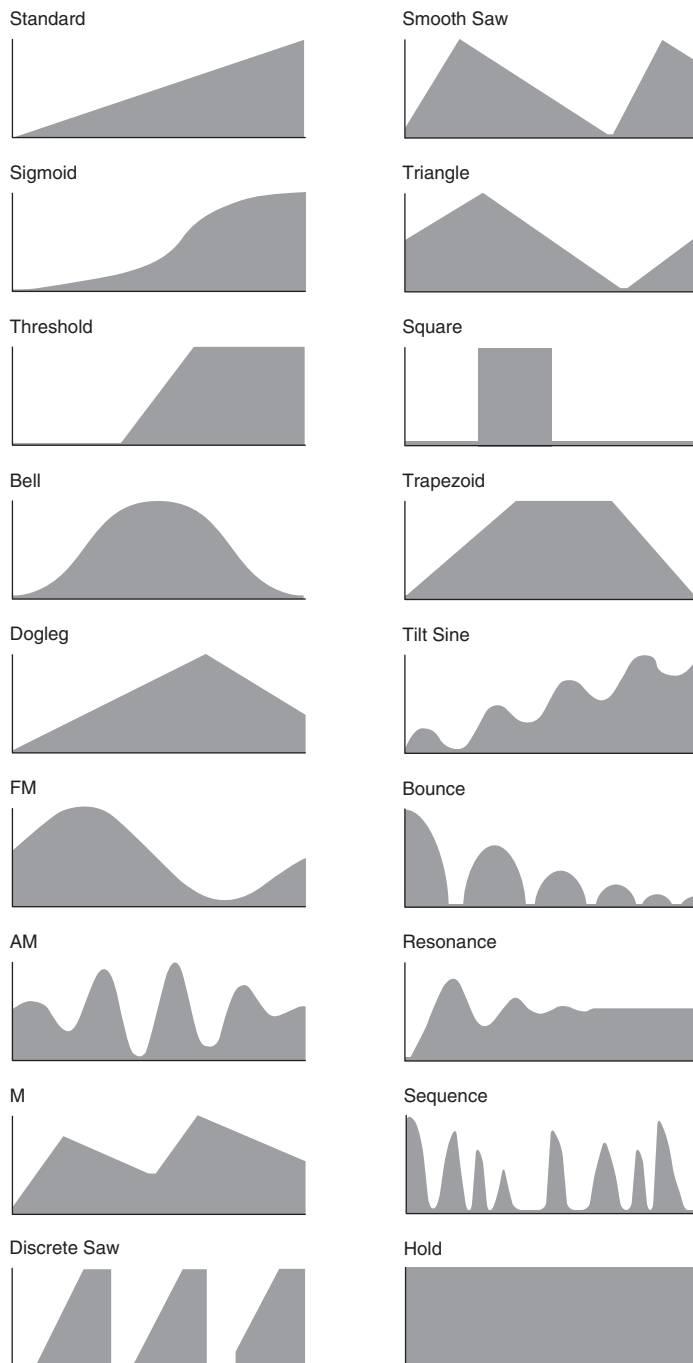 Standard
Smooth Saw
Sigmoid
Triangle
Threshold
Square
Bell
Trapezoid
Dogleg
Tilt Sine
FM
Bounce
AM
Resonance
M
Sequence
Discrete Saw
Hold